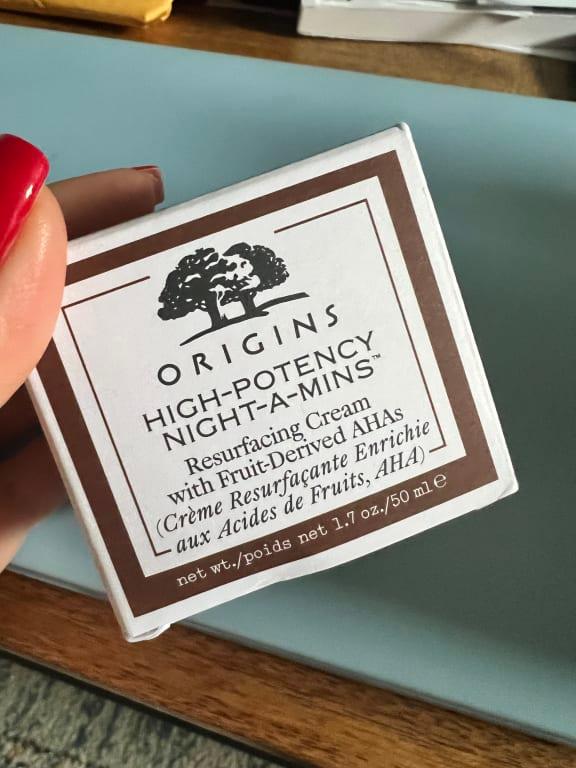 ORIGINS
HIGH-POTENCY
NIGHT-A-MINS™
Resurfacing Cream
with Fruit-Derived AHAs
(Crème Resurfaçante Enrichie
aux Acides de Fruits, AHA)
net wt./poids net 1.7 oz./50 ml e